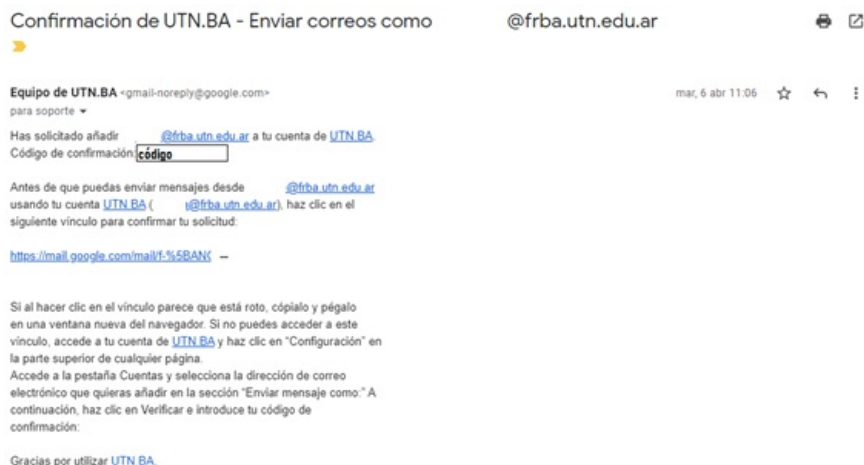 Confirmación de UTN.BA - Enviar correos como @frba.utn.edu.ar
Equipo de UTN.BA <gmail-noreply@google.com>
mar, 6 abr 11:06
para soporte
Has solicitado añadir @frba.utn.edu.ar a tu cuenta de UTN.BA.
Código de confirmación: código
Antes de que puedas enviar mensajes desde @frba.utn.edu.ar
usando tu cuenta UTN.BA ( @frba.utn.edu.ar), haz clic en el
siguiente vínculo para confirmar tu solicitud:
https://mail.google.com/mail/f-%5BAN
Si al hacer clic en el vínculo parece que está roto, cópialo y pégalo
en una ventana nueva del navegador. Si no puedes acceder a este
vínculo, accede a tu cuenta de UTN.BA y haz clic en "Configuración" en
la parte superior de cualquier página.
Accede a la pestaña Cuentas y selecciona la dirección de correo
electrónico que quieras añadir en la sección "Enviar mensaje como:" A
continuación, haz clic en Verificar e introduce tu código de
confirmación:
Gracias por utilizar UTN.BA.